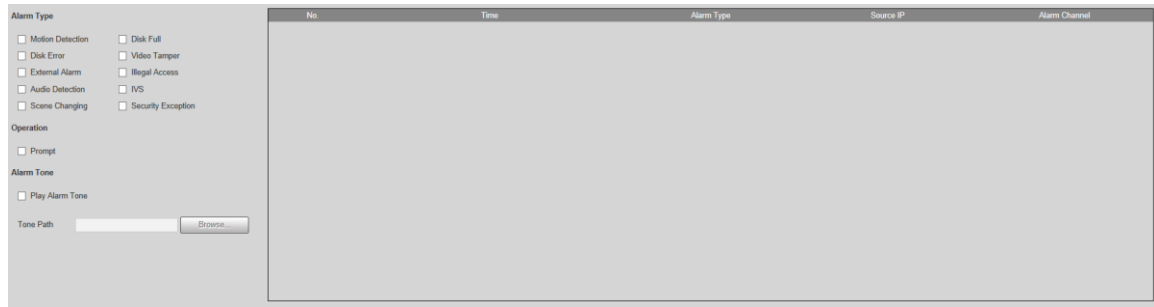 Alarm Type
Motion Detection Disk Full
Disk Error Video Tamper
External Alarm Illegal Access
Audio Detection IVS
Scene Changing Security Exception
Operation
Prompt
Alarm Tone
Play Alarm Tone
Tone Path Browse...
No. Time Alarm Type Source IP Alarm Channel